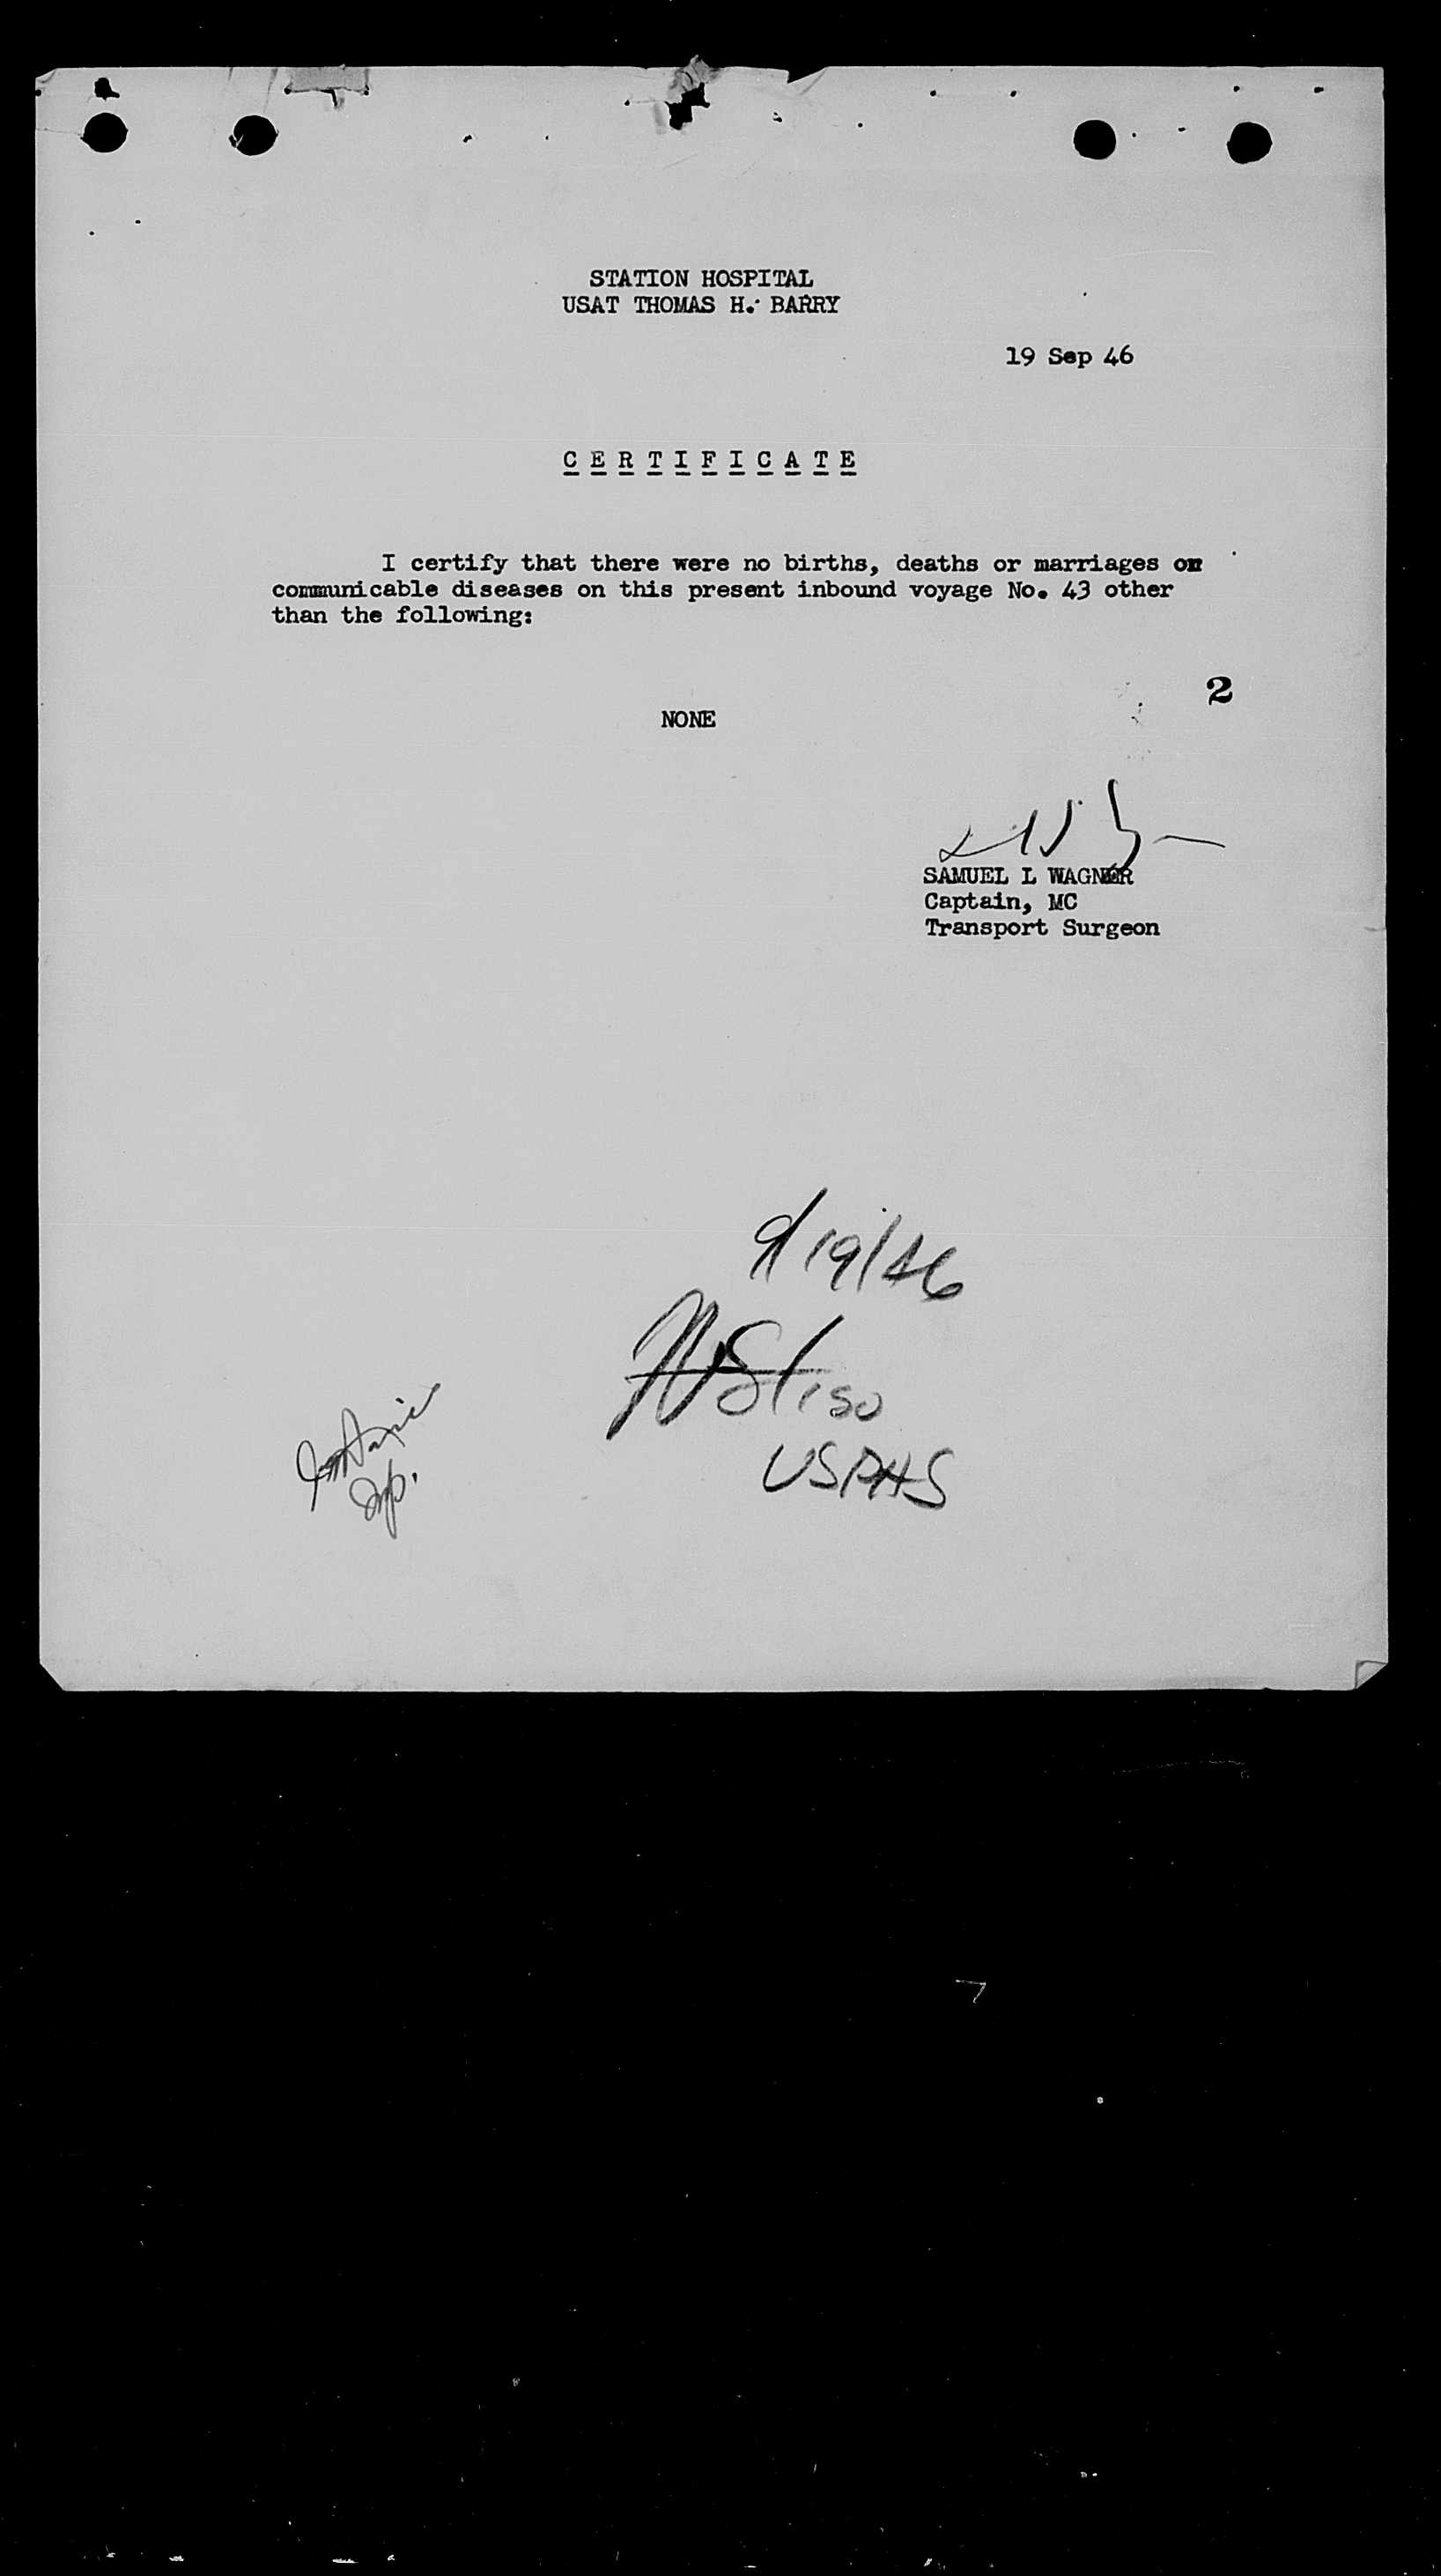 STATION HOSPITAL
USAT THOMAS H. BARRY
19 Sep 46
CERTIFICATE
I certify that there were no births, deaths or marriages or
communicable diseases on this present inbound voyage No. 43 other
than the following:
2
NONE
SAMUEL L WAGNER
Captain, MC
Transport Surgeon
9/19/46
USPHS